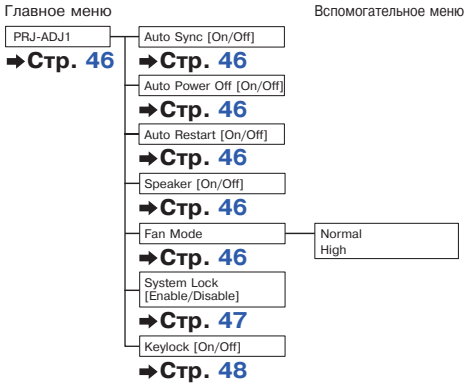 Главное меню
Вспомогательное меню
PRJ-ADJ1
➡Стр. 46
Auto Sync [On/Off]
➡Стр. 46
Auto Power Off [On/Off]
➡Стр. 46
Auto Restart [On/Off]
➡Стр. 46
Speaker [On/Off]
➡Стр. 46
Fan Mode
➡Стр. 46
Normal
High
System Lock
[Enable/Disable]
➡Стр. 47
Keylock [On/Off]
➡Стр. 48